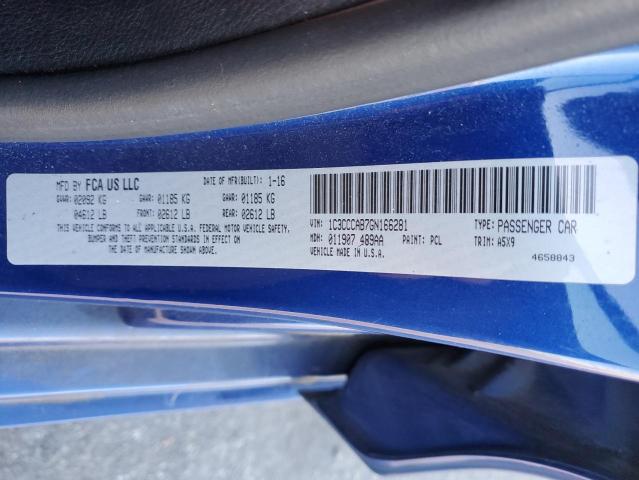 MFD BY FCA US LLC DATE OF MFR(BUILT): 1-16
GVWR: 02092 KG GAWR: 01185 KG GAWR: 01185 KG
04612 LB FRONT: 02612 LB REAR: 02612 LB
THIS VEHICLE CONFORMS TO ALL APPLICABLE U.S.A. FEDERAL MOTOR VEHICLE SAFETY,
BUMPER AND THEFT PREVENTION STANDARDS IN EFFECT ON
THE DATE OF MANUFACTURE SHOWN ABOVE.
VIN: 1C3CCCAB7GN166281 TYPE: PASSENGER CAR
MDH: 011907 489AA PAINT: PCL TRIM: A5X9
VEHICLE MADE IN U.S.A. 4658843